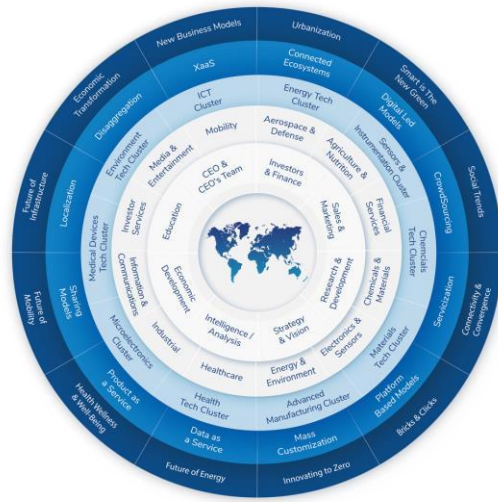 Urbanization
Smart is The
New Green
Social Trends
Connectivity &
Convergence
Bricks & Clicks
Innovating to Zero
Future of Energy
Health Wellness
& Well-Being
Future of
Mobility
Future of
Infrastructure
Economic
Transformation
New Business Models
Connected
Ecosystems
Digital Led
Models
CrowdSourcing
Servicization
Platform
Based Models
Mass
Customization
Data as
a Service
Product as
a Service
Sharing
Models
Localization
Disaggregation
XaaS
Energy Tech
Cluster
Sensors &
Instrumentation Cluster
Chemcials
Tech Cluster
Materials
Tech Cluster
Advanced
Manufacturing Cluster
Health
Tech Cluster
Microelectronics
Cluster
Medical Devices
Tech Cluster
Environment
Tech Cluster
ICT
Cluster
Aerospace &
Defense
Agriculture &
Nutrition
Financial
Services
Chemicals
& Materials
Electronics &
Sensors
Energy &
Environment
Healthcare
Industrial
Information &
Communications
Investor
Services
Media &
Entertainment
Mobility
Investors
& Finance
Sales &
Marketing
Research &
Development
Strategy
& Vision
Intelligence /
Analysis
Economic
Development
Education
CEO &
CEO's Team